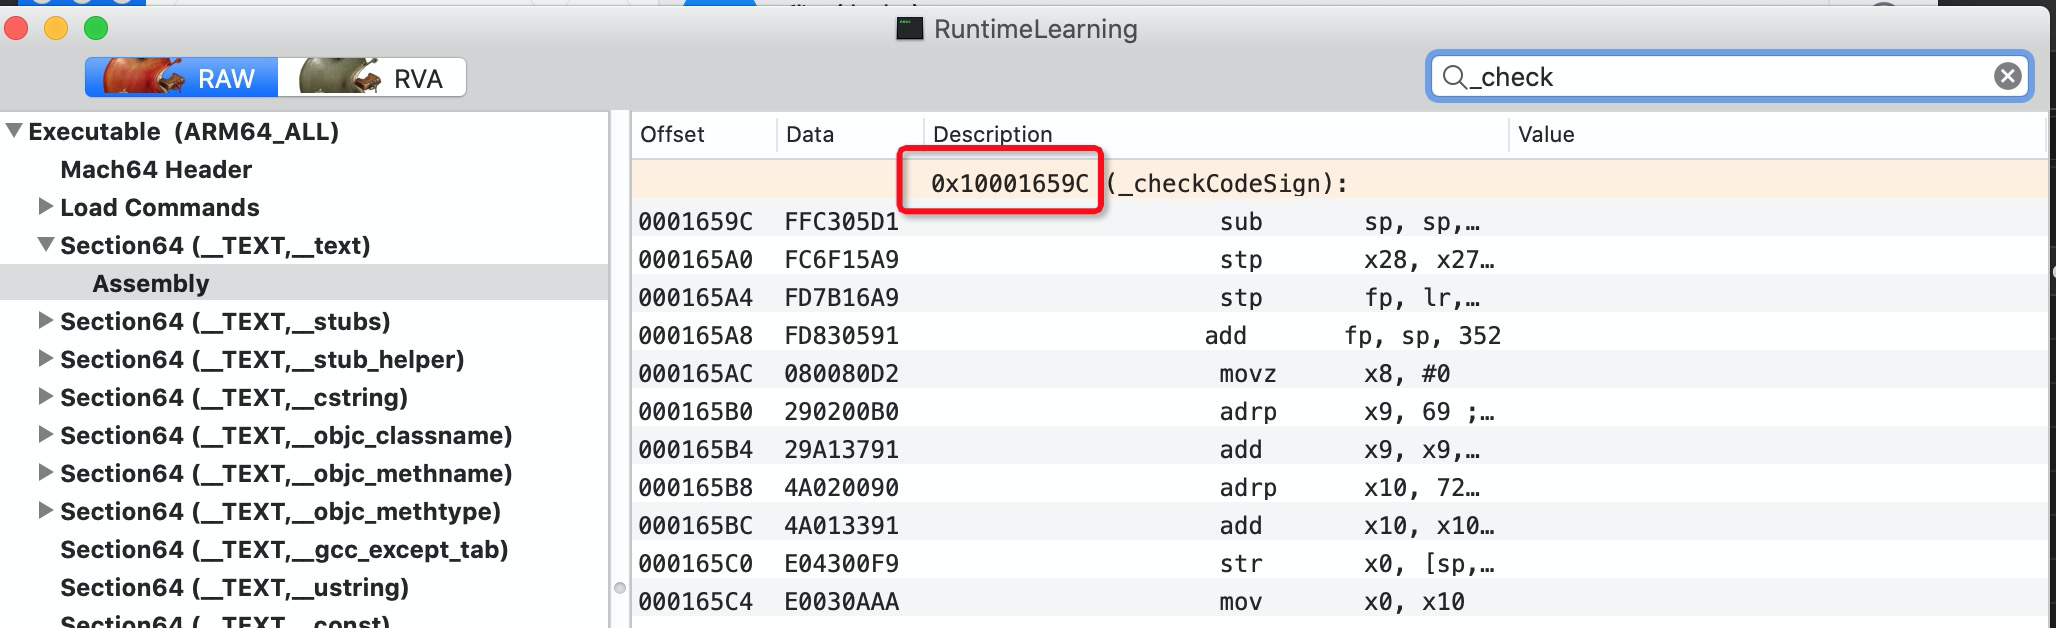 RuntimeLearning
RAW RVA _check
Executable (ARM64_ALL)
Mach64 Header
Load Commands
Section64 (__TEXT,__text)
Assembly
Section64 (__TEXT,__stubs)
Section64 (__TEXT,__stub_helper)
Section64 (__TEXT,__cstring)
Section64 (__TEXT,__objc_classname)
Section64 (__TEXT,__objc_methname)
Section64 (__TEXT,__objc_methtype)
Section64 (__TEXT,__gcc_except_tab)
Section64 (__TEXT,__ustring)
Section64 (__TEXT,__const)
Offset Data Description Value
0x10001659C (_checkCodeSign):
0001659C FFC305D1 sub sp, sp,…
000165A0 FC6F15A9 stp x28, x27…
000165A4 FD7B16A9 stp fp, lr,…
000165A8 FD830591 add fp, sp, 352
000165AC 080080D2 movz x8, #0
000165B0 290200B0 adrp x9, 69 ;…
000165B4 29A13791 add x9, x9,…
000165B8 4A020090 adrp x10, 72…
000165BC 4A013391 add x10, x10…
000165C0 E04300F9 str x0, [sp,…
000165C4 E0030AAA mov x0, x10